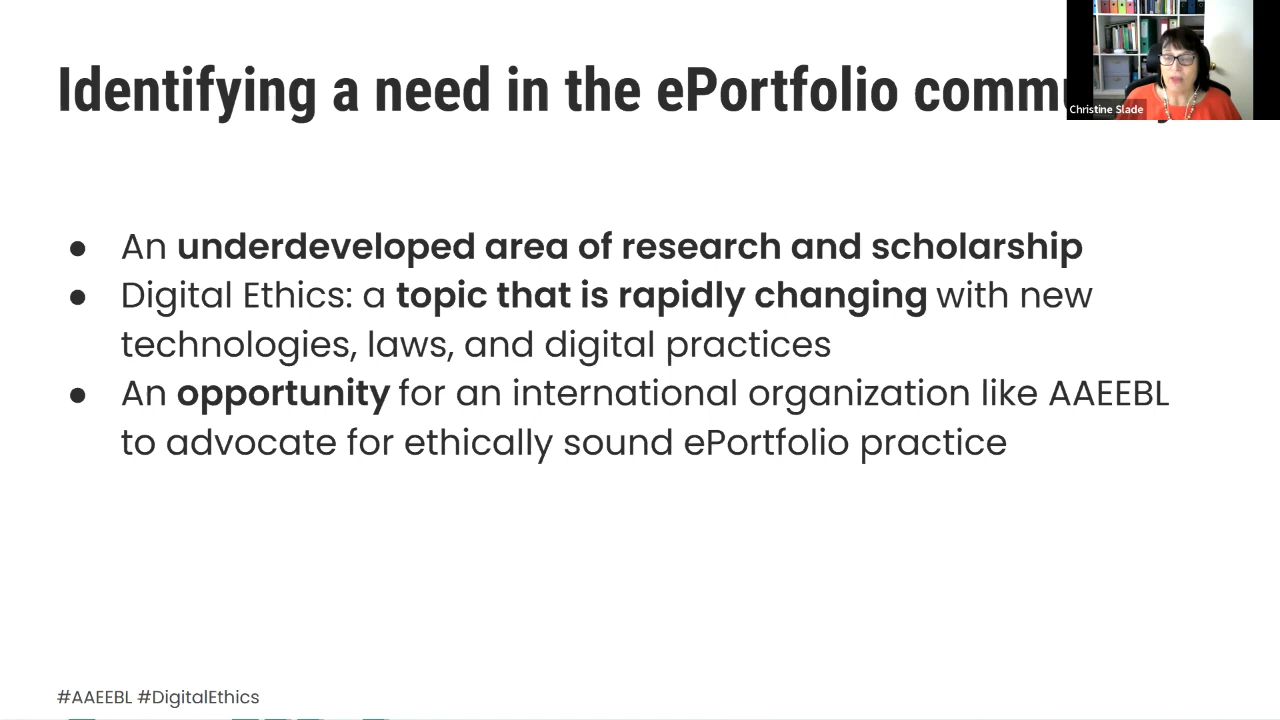 Identifying a need in the ePortfolio
Christine Slade
● An underdeveloped area of research and scholarship
● Digital Ethics: a topic that is rapidly changing with new
technologies, laws, and digital practices
● An opportunity for an international organization like AAEEBL
to advocate for ethically sound ePortfolio practice
#AAEEBL #DigitalEthics